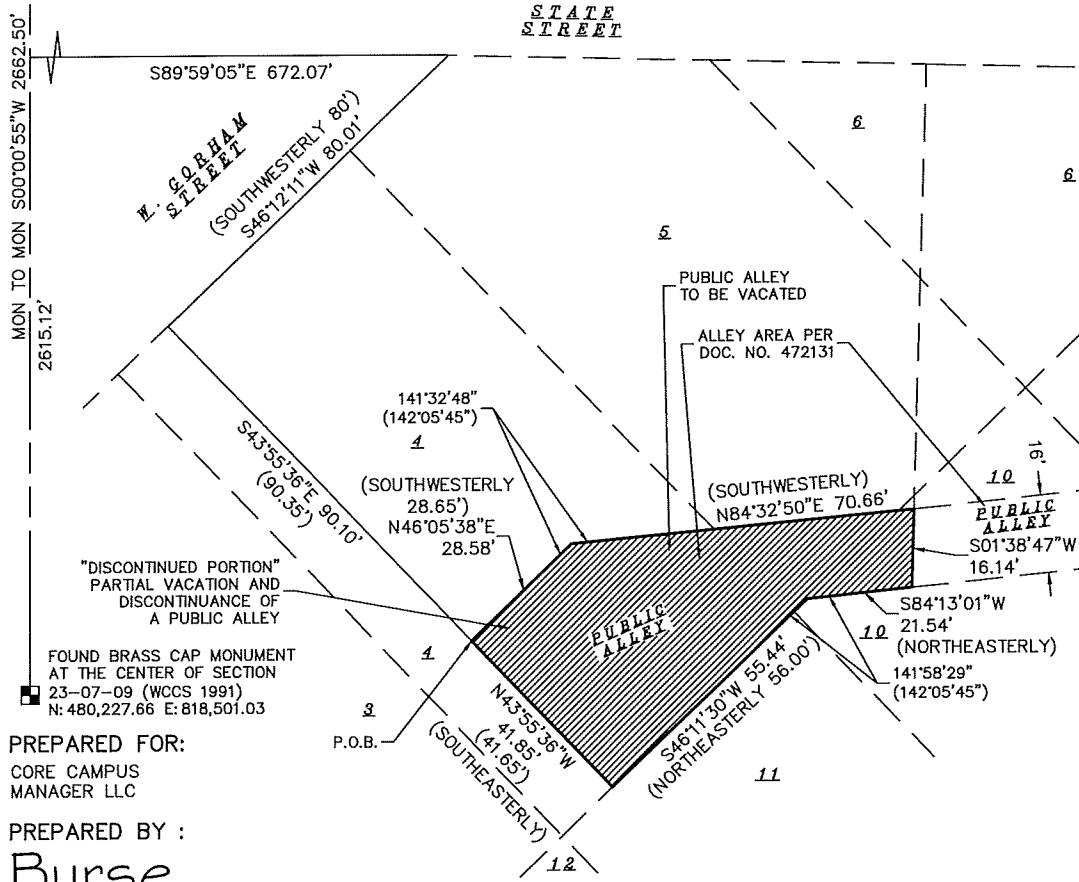 STATE
STREET
MON TO MON S00°00'55"W 2662.50'
2615.12'
S89°59'05"E 672.07'
W. GORHAM
STREET
(SOUTHWESTERLY 80')
S46°12'11"W 80.01'
6
6
5
PUBLIC ALLEY
TO BE VACATED
ALLEY AREA PER
DOC. NO. 472131
141°32'48"
(142°05'45")
4
S43°55'36"E 90.10'
(90.35')
(SOUTHWESTERLY
28.65')
N46°05'38"E
28.58'
(SOUTHWESTERLY)
N84°32'50"E 70.66'
16'
10
PUBLIC
ALLEY
S01°38'47"W
16.14'
"DISCONTINUED PORTION"
PARTIAL VACATION AND
DISCONTINUANCE OF
A PUBLIC ALLEY
PUBLIC
ALLEY
S84°13'01"W
21.54'
(NORTHEASTERLY)
10
141°58'29"
(142°05'45")
4
FOUND BRASS CAP MONUMENT
AT THE CENTER OF SECTION
23-07-09 (WCCS 1991)
N: 480,227.66 E: 818,501.03
3
P.O.B.
N43°55'36"W
41.85'
(41.65')
(SOUTHEASTERLY)
S46°11'30"W 55.44'
(NORTHEASTERLY 56.00')
11
12
PREPARED FOR:
CORE CAMPUS
MANAGER LLC
PREPARED BY :
Burse